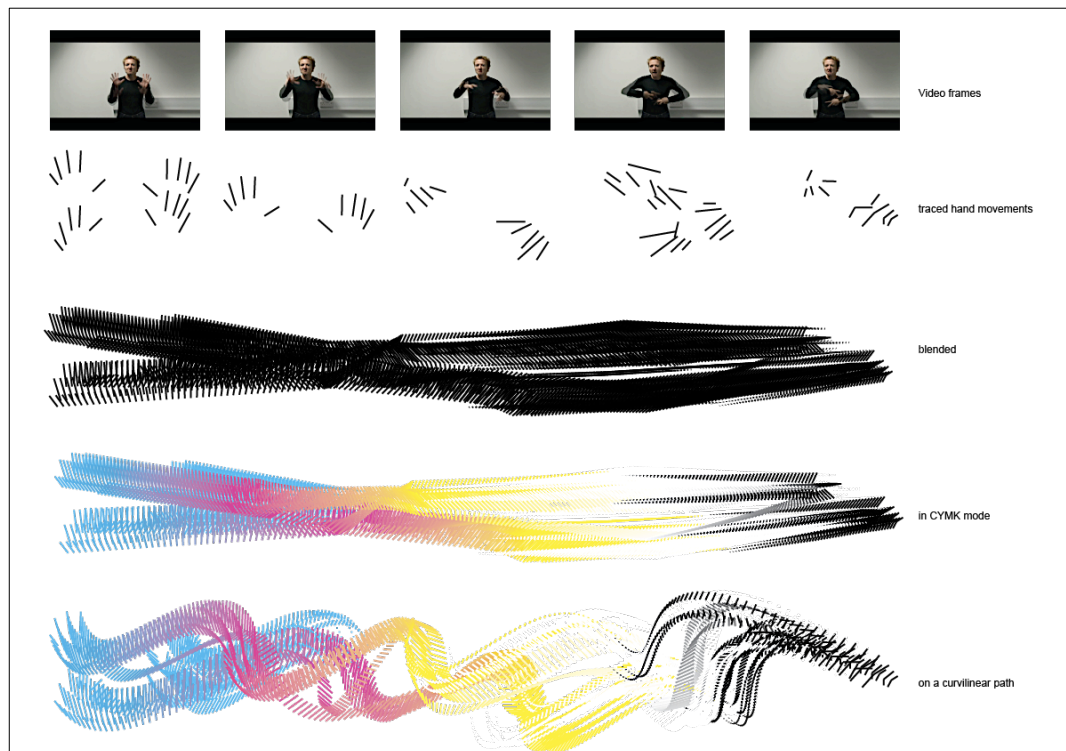 Video frames
traced hand movements
blended
in CYMK mode
on a curvilinear path